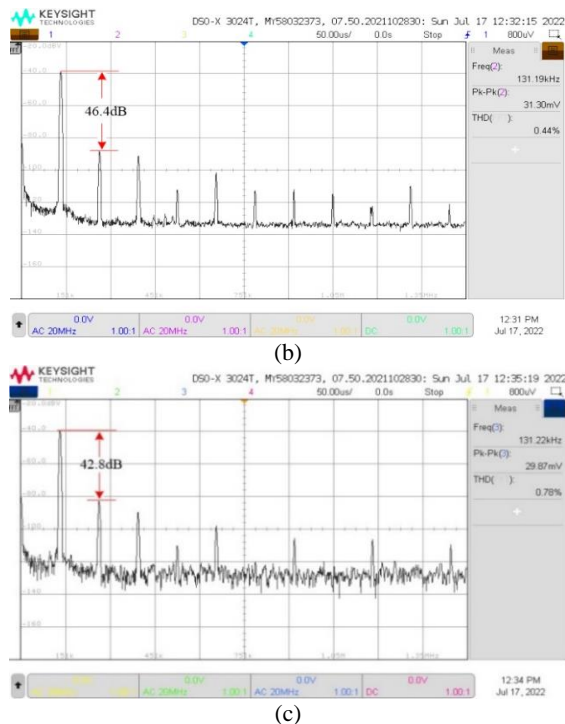 KEYSIGHT
TECHNOLOGIES
DSO-X 3024T, MY58032373, 07.50.2021102830: Sun Jul 17 12:32:15 2022
1 2 3 4 50.00us/ 0.0s Stop 1 800uV
Meas
Freq(2):
131.19kHz
Pk-Pk(2):
31.30mV
THD( ):
0.44%
46.4dB
0.0V 0.0V 0.0V 0.0V
AC 20MHz 1.00:1 AC 20MHz 1.00:1 AC 20MHz 1.00:1 DC 1.00:1
12:31 PM
Jul 17, 2022
(b)
KEYSIGHT
TECHNOLOGIES
DSO-X 3024T, MY58032373, 07.50.2021102830: Sun Jul 17 12:35:19 2022
2 3 4 50.00us/ 0.0s Stop 1 800uV
Meas
Freq(3):
131.22kHz
Pk-Pk(3):
29.87mV
THD( ):
0.78%
42.8dB
0.0V 0.0V
AC 20MHz 1.00:1 AC 20MHz 1.00:1 DC 1.00:1
12:34 PM
Jul 17, 2022
(c)